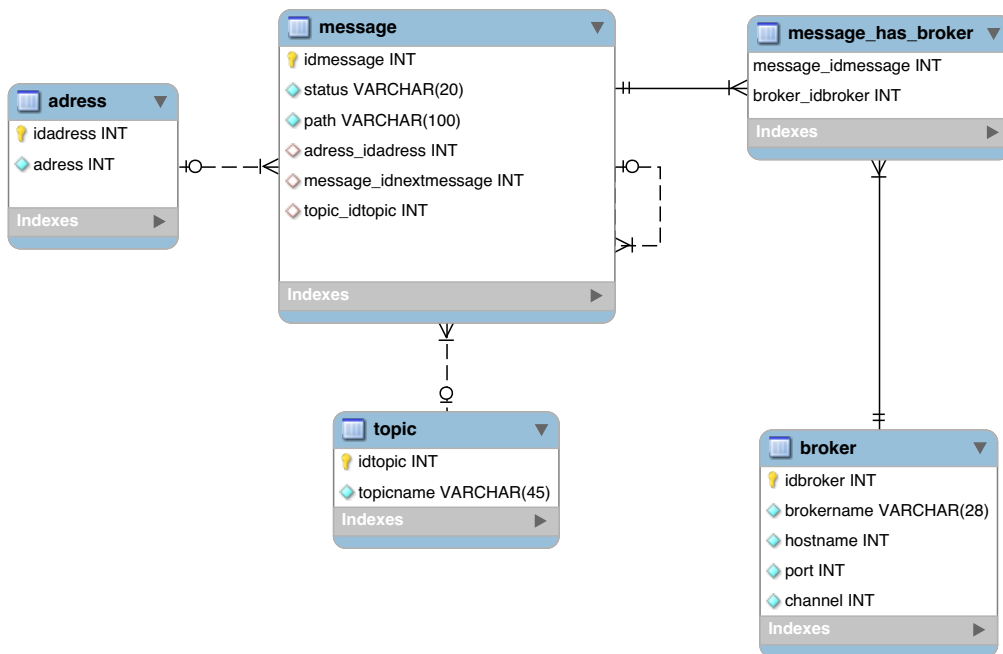 message
idmessage INT
status VARCHAR(20)
path VARCHAR(100)
adress_idadress INT
message_idnextmessage INT
topic_idtopic INT
Indexes
message_has_broker
message_idmessage INT
broker_idbroker INT
Indexes
adress
idadress INT
adress INT
Indexes
topic
idtopic INT
topicname VARCHAR(45)
Indexes
broker
idbroker INT
brokername VARCHAR(28)
hostname INT
port INT
channel INT
Indexes